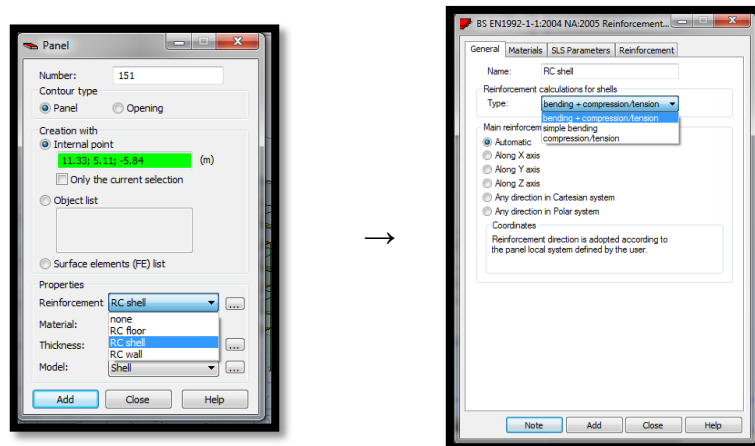 Panel
Number: 151
Contour type
Panel Opening
Creation with
Internal point
11.33; 5.11; -5.84 (m)
Only the current selection
Object list
Surface elements (FE) list
Properties
Reinforcement RC shell ...
Material: none
RC floor
Thickness: RC shell ...
RC wall
Model: Shell ...
Add Close Help
→
BS EN1992-1-1:2004 NA:2005 Reinforcement...
General Materials SLS Parameters Reinforcement
Name: RC shell
Reinforcement calculations for shells
Type: bending + compression/tension
bending + compression/tension
Main reinforcem simple bending
compression/tension
Automatic
Along X axis
Along Y axis
Along Z axis
Any direction in Cartesian system
Any direction in Polar system
Coordinates
Reinforcement direction is adopted according to
the panel local system defined by the user.
Note Add Close Help